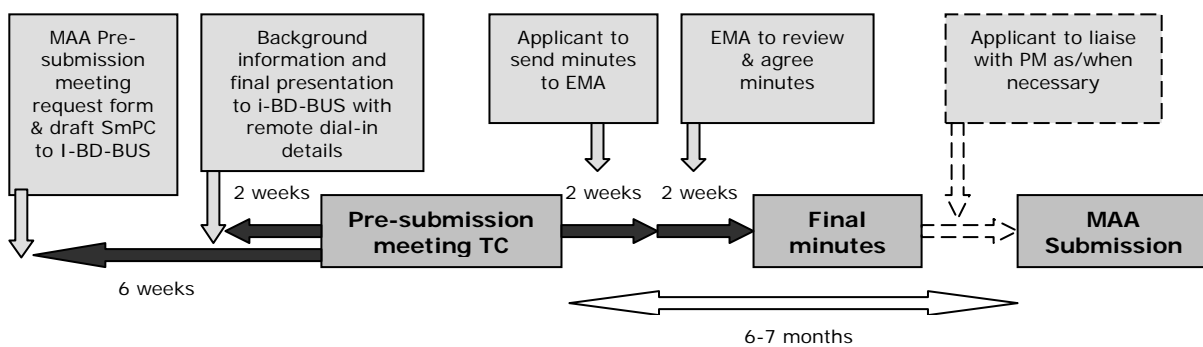 MAA Pre-
submission
meeting
request form
& draft SmPC
to I-BD-BUS
Background
information and
final presentation
to i-BD-BUS with
remote dial-in
details
Applicant to
send minutes
to EMA
EMA to review
& agree
minutes
Applicant to liaise
with PM as/when
necessary
2 weeks
2 weeks
2 weeks
Pre-submission
meeting TC
Final
minutes
MAA
Submission
6 weeks
6-7 months